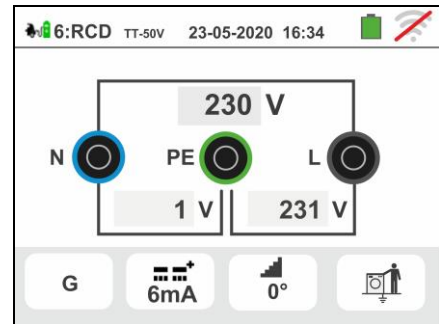 6:RCD TT-50V 23-05-2020 16:34
230 V
N PE L
1 V 231 V
G 6mA 0°